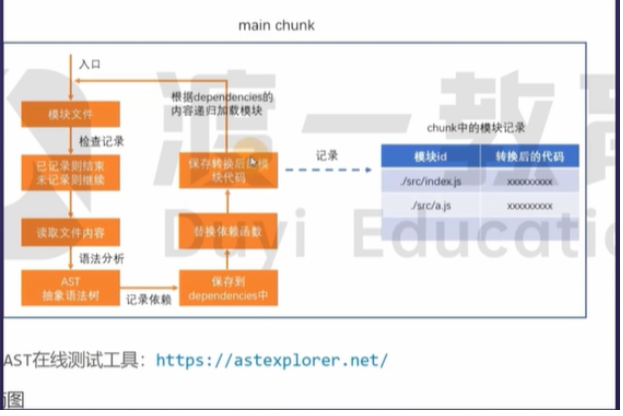 main chunk
入口
模块文件
检查记录
已记录则结束
未记录则继续
读取文件内容
语法分析
AST
抽象语法树
记录依赖
保存到
dependencies中
替换依赖函数
保存转换后的模
块代码
根据dependencies的
内容递归加载模块
记录
chunk中的模块记录
模块id 转换后的代码
./src/index.js xxxxxxxxx
./src/a.js xxxxxxxxx
渡一教育
Duyi Educatio
AST在线测试工具：https://astexplorer.net/
图